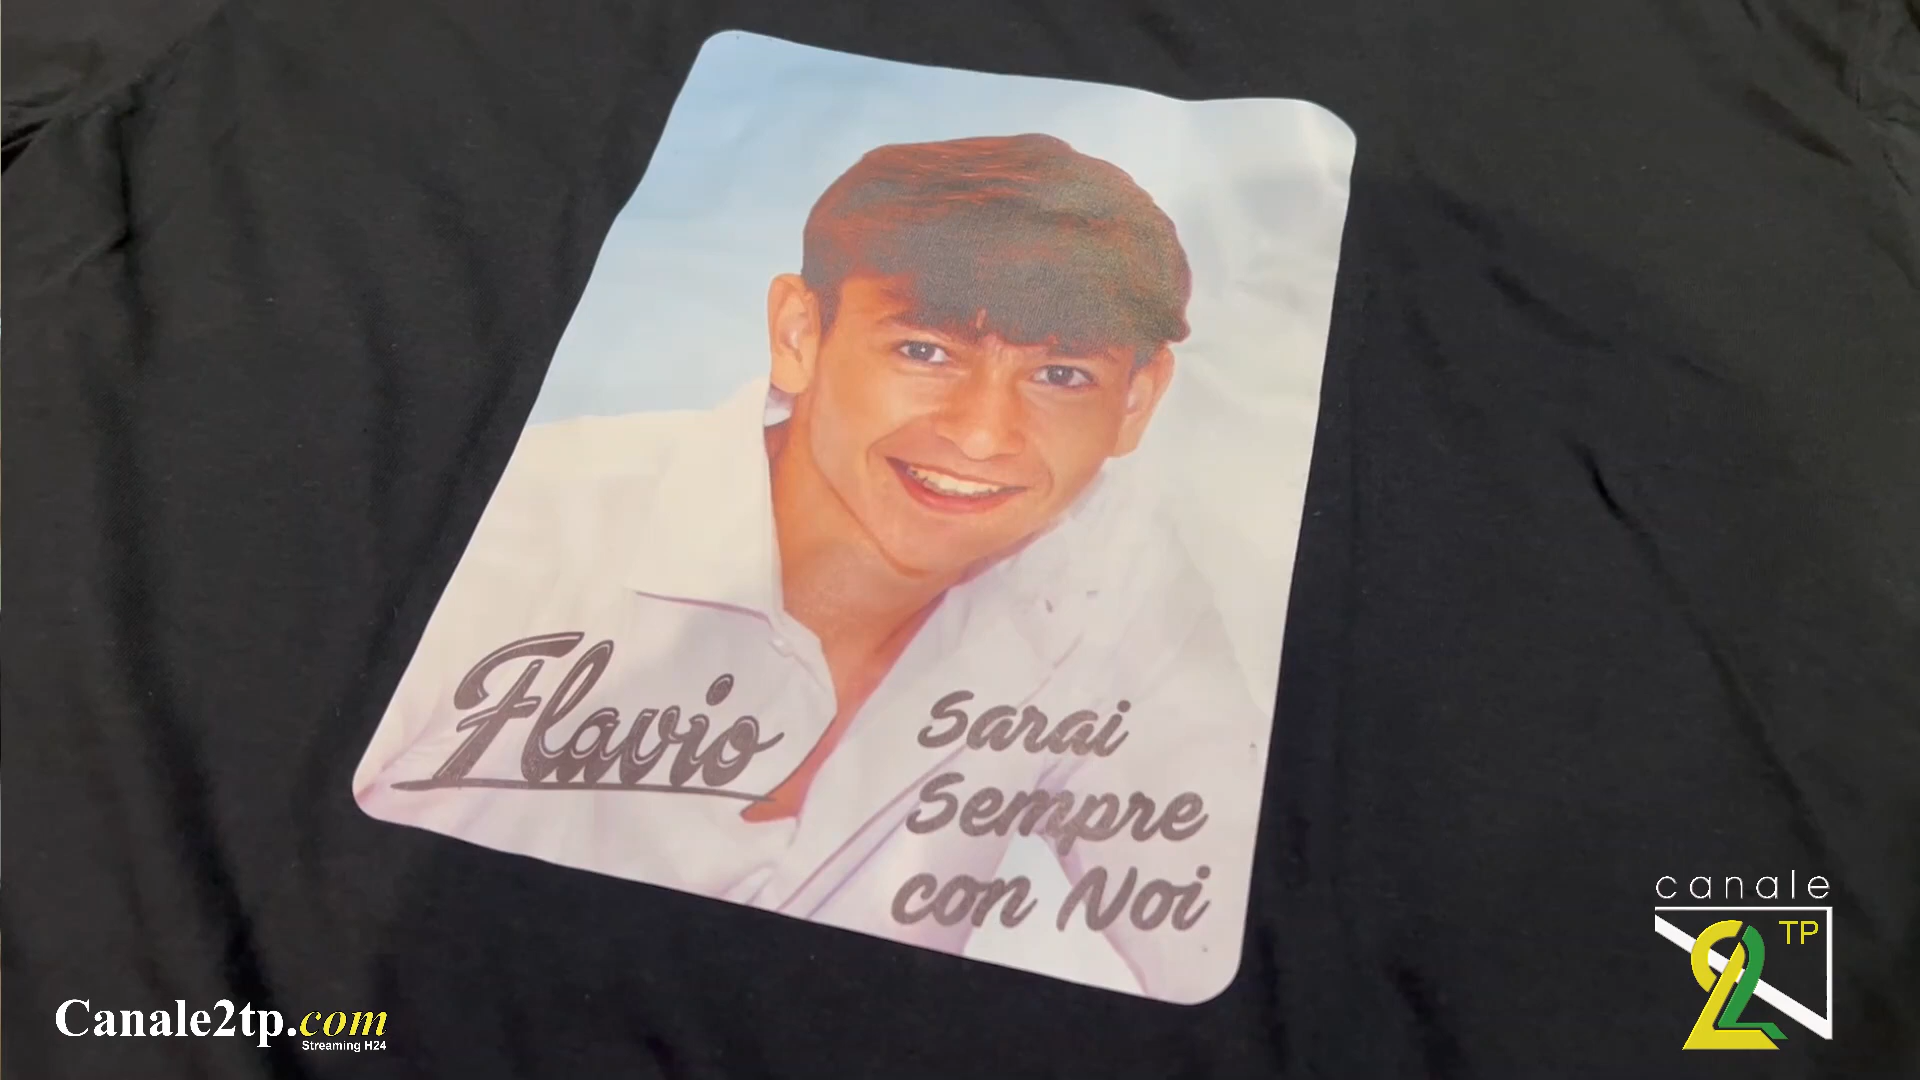 Flavio
Sarai
Sempre
con Noi
canale
2 TP
Canale2tp.com
Streaming H24